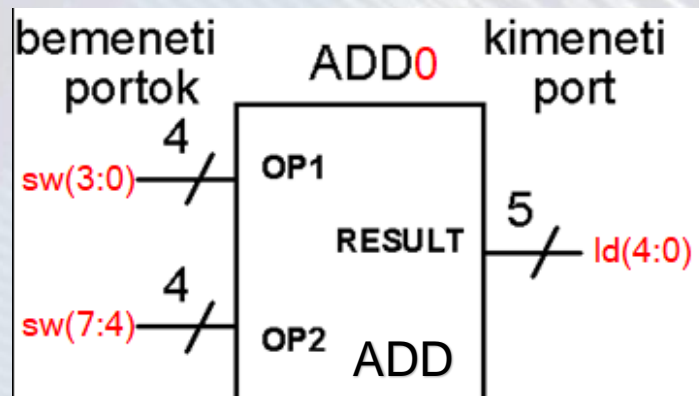 bemeneti
portok
ADD0
kimeneti
port
4
sw(3:0)
OP1
RESULT
5
ld(4:0)
4
sw(7:4)
OP2
ADD